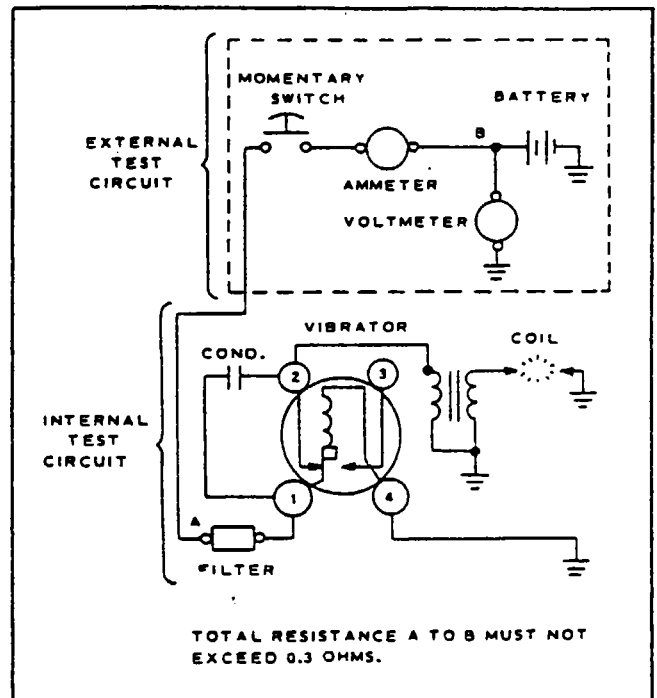 MOMENTARY
SWITCH
BATTERY
EXTERNAL
TEST
CIRCUIT
B
AMMETER
VOLTMETER
VIBRATOR
COIL
COND.
2
3
INTERNAL
TEST
CIRCUIT
1
4
A
FILTER
TOTAL RESISTANCE A TO B MUST NOT
EXCEED 0.3 OHMS.